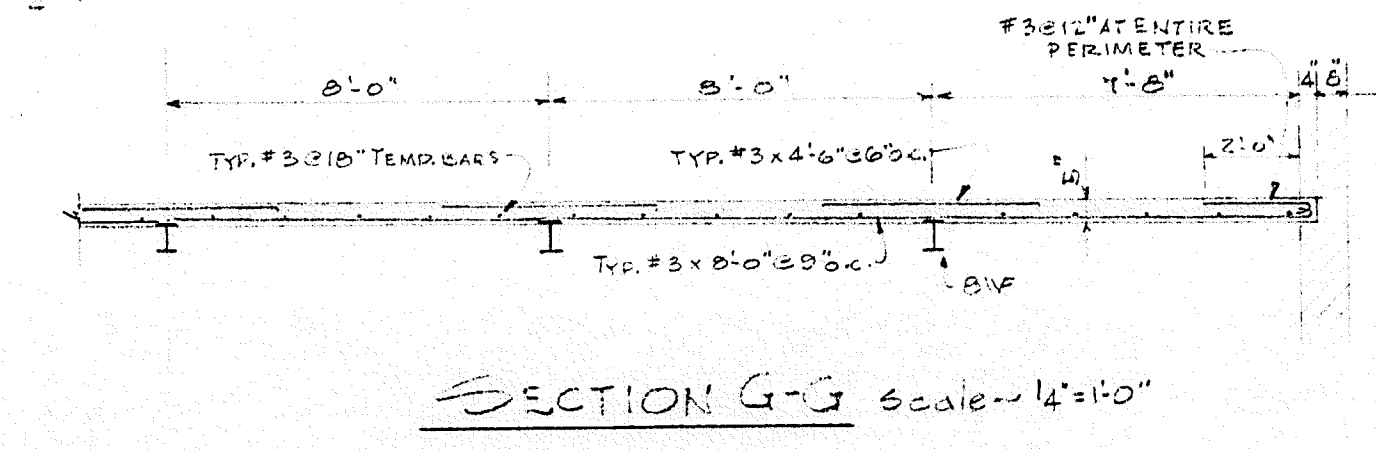 #3@12" AT ENTIRE
PERIMETER
8'-0"
8'-0"
7'-8"
4"
8"
TYP. #3@18" TEMP. BARS
TYP. #3 x 4'-6"@6"o.c.
5"
2'-0"
TYP. #3 x 8'-0"@9"o.c.
8WF
SECTION G-G Scale~ 1/4"=1'-0"